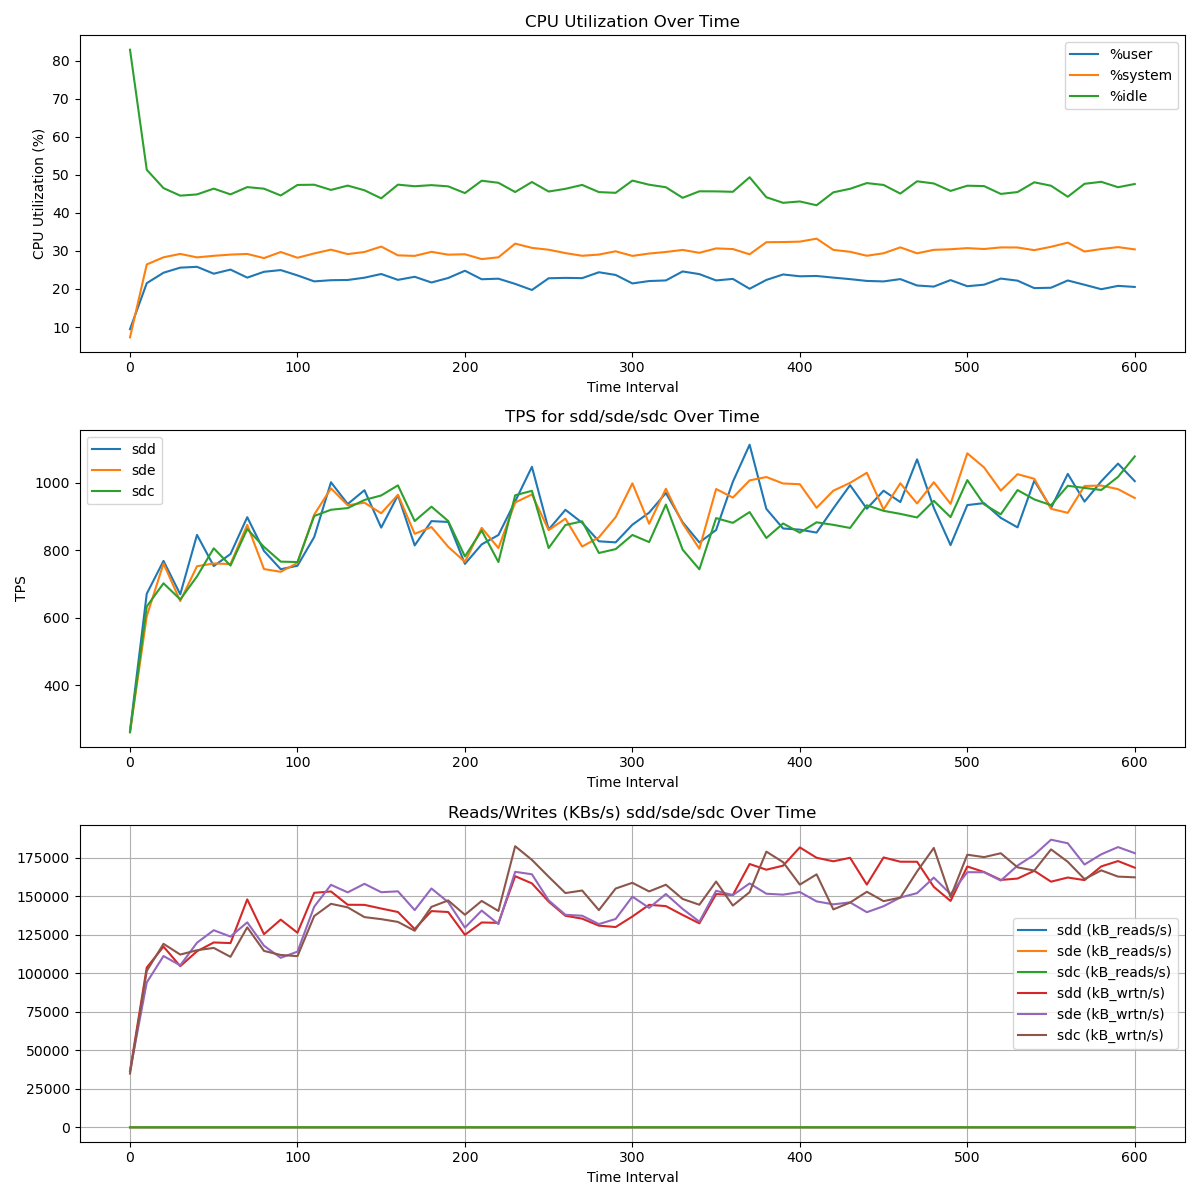 CPU Utilization Over Time
CPU Utilization (%)
80
70
60
50
40
30
20
10
%user
%system
%idle
0 100 200 300 400 500 600
Time Interval
TPS for sdd/sde/sdc Over Time
TPS
1000
800
600
400
sdd
sde
sdc
0 100 200 300 400 500 600
Time Interval
Reads/Writes (KBs/s) sdd/sde/sdc Over Time
175000
150000
125000
100000
75000
50000
25000
0
sdd (kB_reads/s)
sde (kB_reads/s)
sdc (kB_reads/s)
sdd (kB_wrtn/s)
sde (kB_wrtn/s)
sdc (kB_wrtn/s)
0 100 200 300 400 500 600
Time Interval